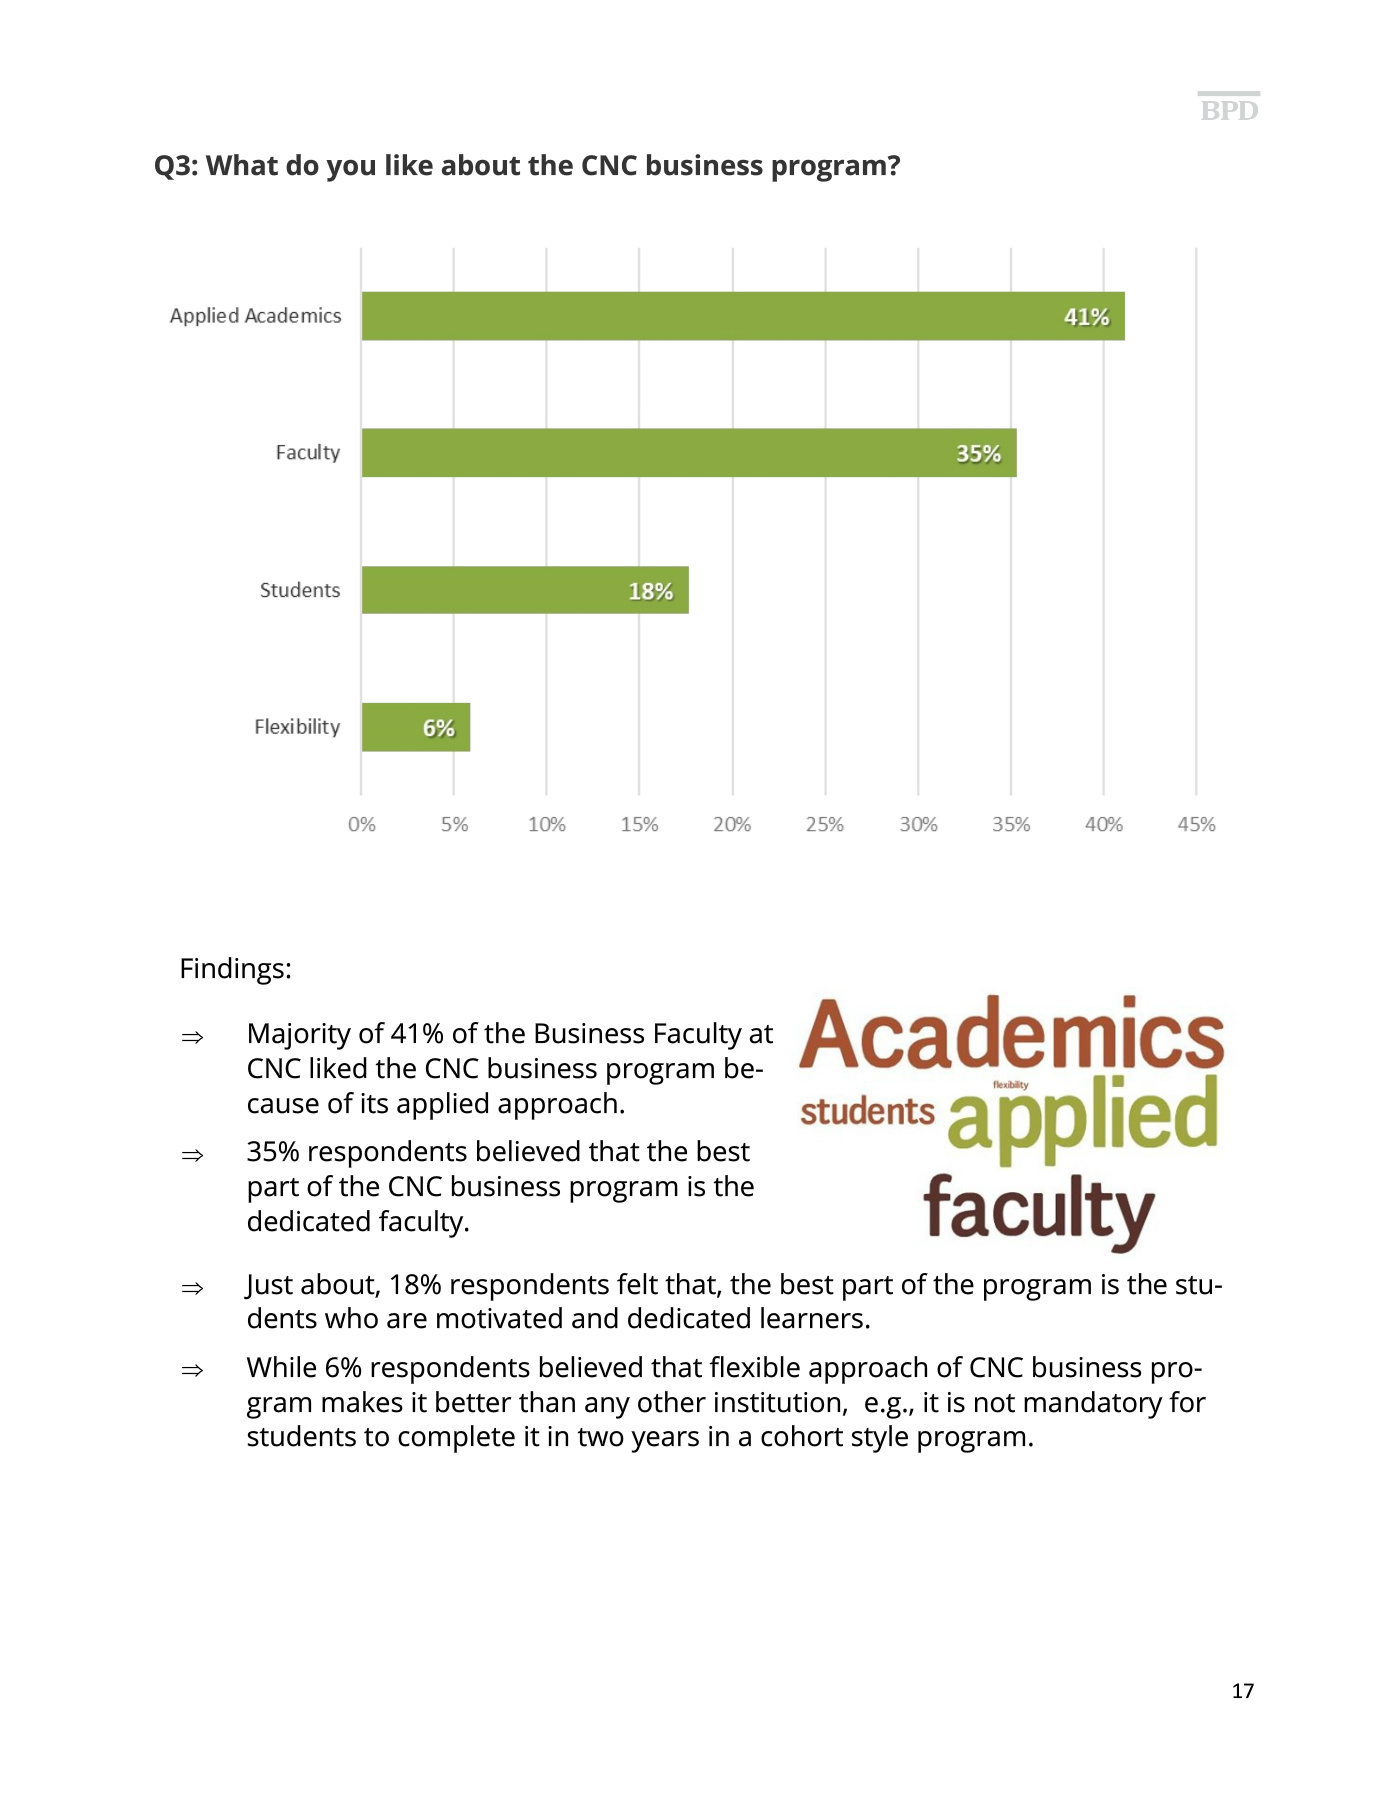 BPD
Q3: What do you like about the CNC business program?
Applied Academics
41%
Faculty
35%
Students
18%
Flexibility
6%
0% 5% 10% 15% 20% 25% 30% 35% 40% 45%
Findings:
⇒ Majority of 41% of the Business Faculty at
CNC liked the CNC business program be-
cause of its applied approach.
⇒ 35% respondents believed that the best
part of the CNC business program is the
dedicated faculty.
Academics
flexibility
students applied
faculty
⇒ Just about, 18% respondents felt that, the best part of the program is the stu-
dents who are motivated and dedicated learners.
⇒ While 6% respondents believed that flexible approach of CNC business pro-
gram makes it better than any other institution,  e.g., it is not mandatory for
students to complete it in two years in a cohort style program.
17